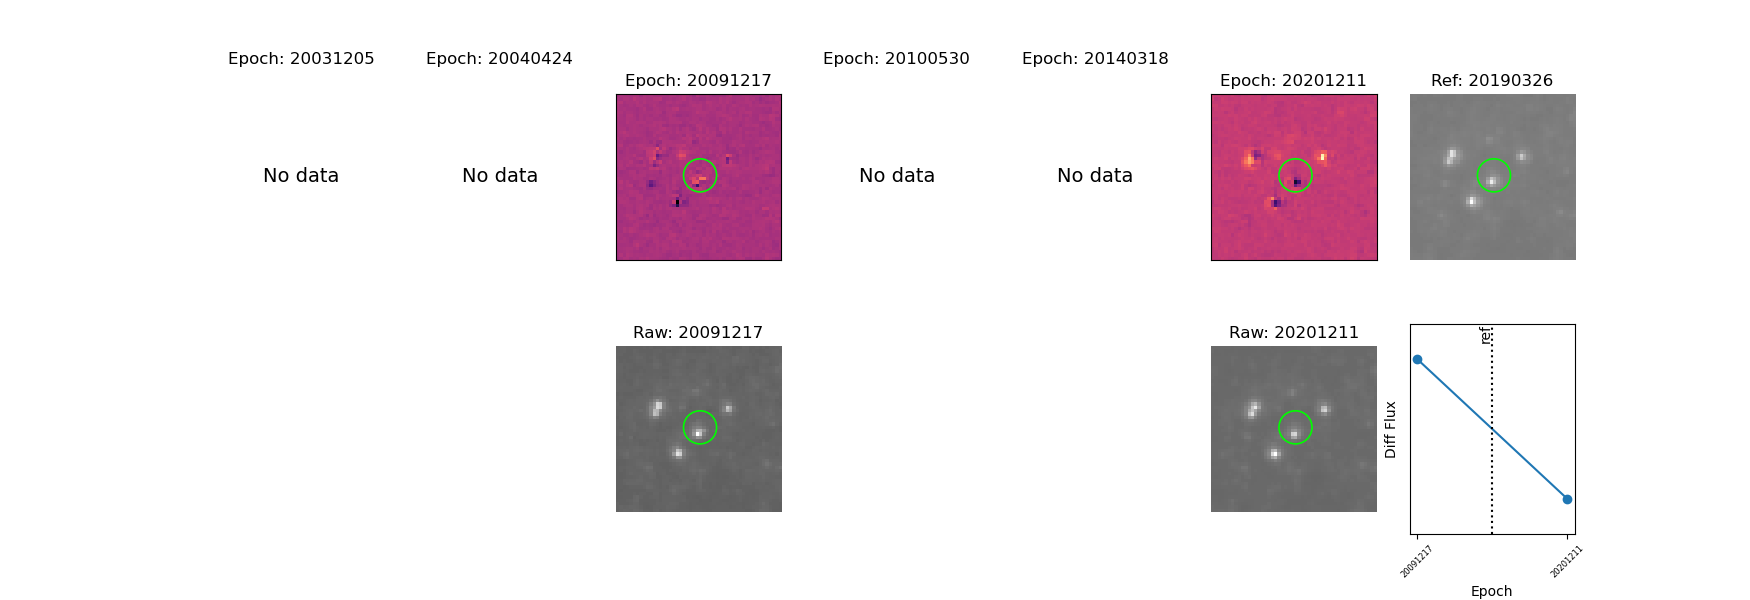 Epoch: 20031205
Epoch: 20040424
Epoch: 20091217
Epoch: 20100530
Epoch: 20140318
Epoch: 20201211
Ref: 20190326
No data
No data
No data
No data
Raw: 20091217
Raw: 20201211
ref
Diff Flux
20091217
20201211
Epoch